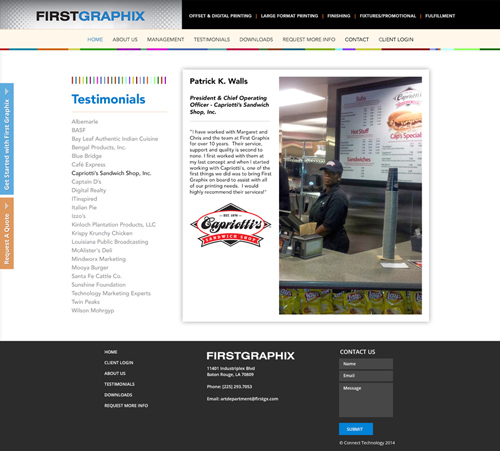 FIRSTGRAPHIX
OFFSET & DIGITAL PRINTING | LARGE FORMAT PRINTING | FINISHING | FIXTURES/PROMOTIONAL | FULFILLMENT
HOME ABOUT US MANAGEMENT TESTIMONIALS DOWNLOADS REQUEST MORE INFO CONTACT CLIENT LOGIN
Get Started with First Graphix
Request A Quote
Testimonials
Albemarle
BASF
Bay Leaf Authentic Indian Cuisine
Bengal Products, Inc.
Blue Bridge
Café Express
Capriotti's Sandwich Shop, Inc.
Captain D's
Digital Realty
ITinspired
Italian Pie
Izzo's
Kinloch Plantation Products, LLC
Krispy Krunchy Chicken
Louisiana Public Broadcasting
McAlister's Deli
Mindworx Marketing
Mooya Burger
Santa Fe Cattle Co.
Sunshine Foundation
Technology Marketing Experts
Twin Peaks
Wilson Mohrgyp
Patrick K. Walls
President & Chief Operating
Officer - Capriotti's Sandwich
Shop, Inc.
"I have worked with Margaret and
Chris and the team at First Graphix
for over 10 years. Their service,
support and quality is second to
none. I first worked with them at
my last concept and when I started
working with Capriotti's, one of the
first things we did was to bring First
Graphix on board to assist with all
of our printing needs. I would
highly recommend their services!"
EST. 1976
Capriotti's
SANDWICH SHOP
Capriotti's
Subs
Hot Stuff
Cap's Specials
Sandwiches
HOME
CLIENT LOGIN
ABOUT US
TESTIMONIALS
DOWNLOADS
REQUEST MORE INFO
FIRSTGRAPHIX
11401 Industriplex Blvd
Baton Rouge, LA 70809
Phone: (225) 293.7053
Email: artdepartment@firstgx.com
CONTACT US
Name
Email
Message
SUBMIT
© Connect Technology 2014